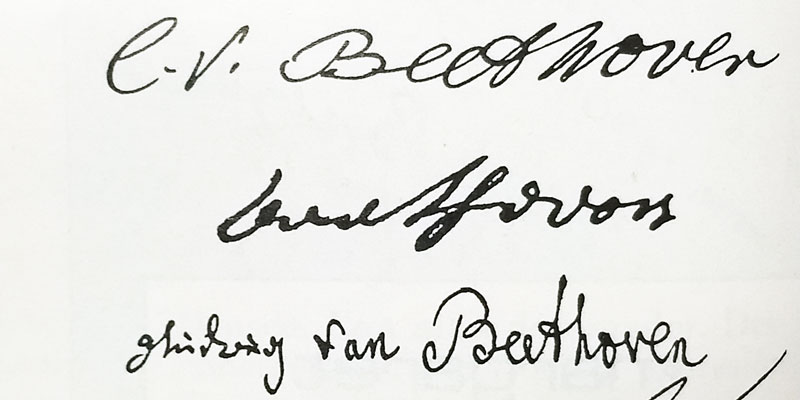 L. v. Beethoven
beethoven
ludwig van Beethoven